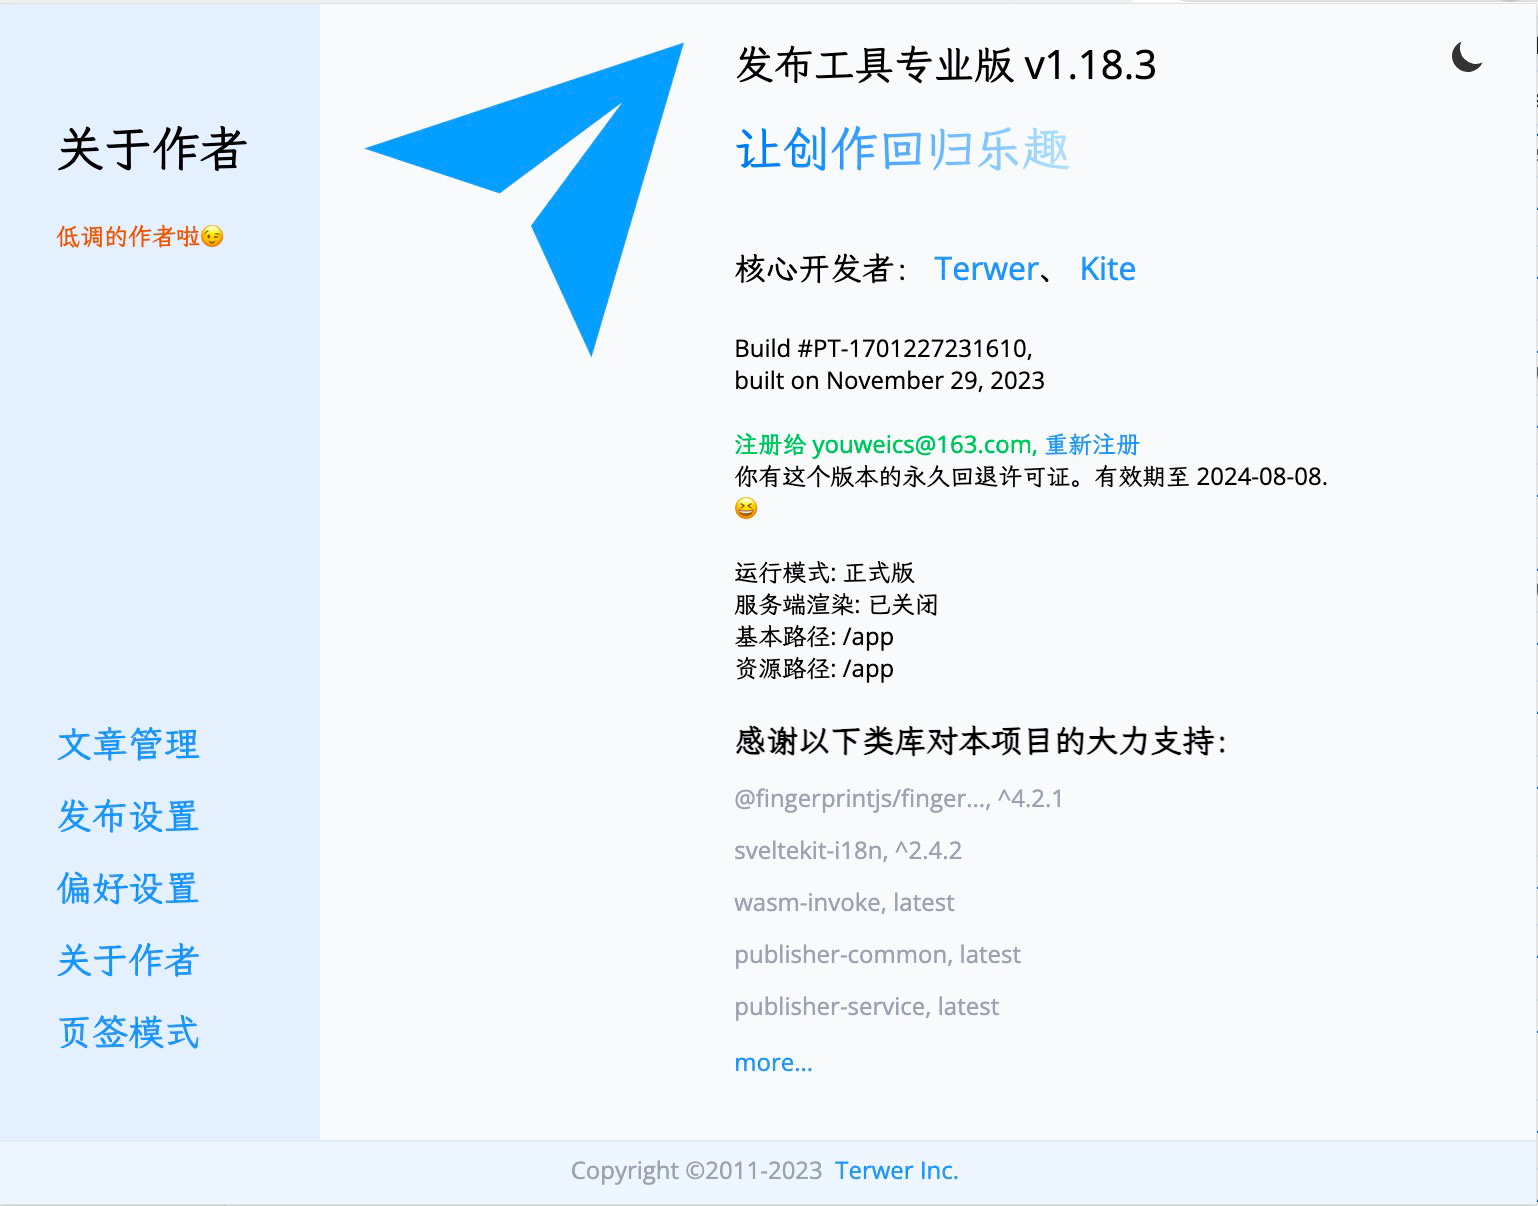 关于作者
低调的作者啦😉
文章管理
发布设置
偏好设置
关于作者
页签模式
发布工具专业版 v1.18.3
让创作回归乐趣
核心开发者： Terwer、 Kite
Build #PT-1701227231610,
built on November 29, 2023
注册给 youweics@163.com, 重新注册
你有这个版本的永久回退许可证。有效期至 2024-08-08.
😆
运行模式: 正式版
服务端渲染: 已关闭
基本路径: /app
资源路径: /app
感谢以下类库对本项目的大力支持：
@fingerprintjs/finger..., ^4.2.1
sveltekit-i18n, ^2.4.2
wasm-invoke, latest
publisher-common, latest
publisher-service, latest
more...
Copyright ©2011-2023 Terwer Inc.